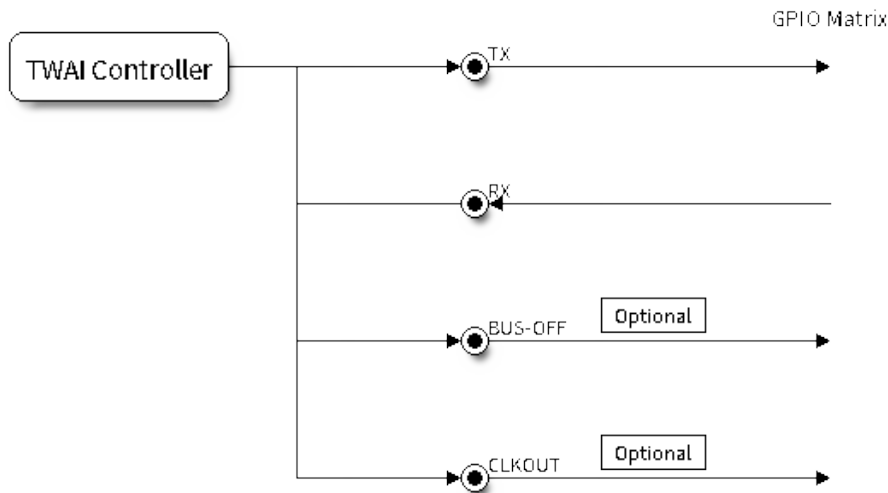 GPIO Matrix
TX
TWAI Controller
RX
Optional
BUS-OFF
Optional
CLKOUT